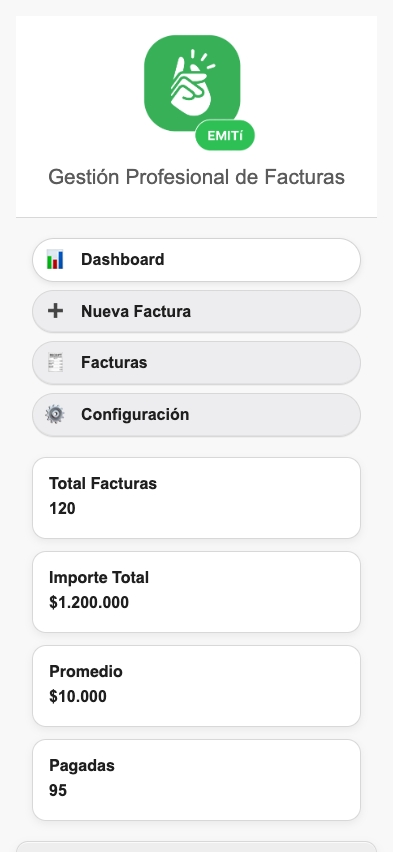 EMITí
Gestión Profesional de Facturas
Dashboard
Nueva Factura
Facturas
Configuración
Total Facturas
120
Importe Total
$1.200.000
Promedio
$10.000
Pagadas
95